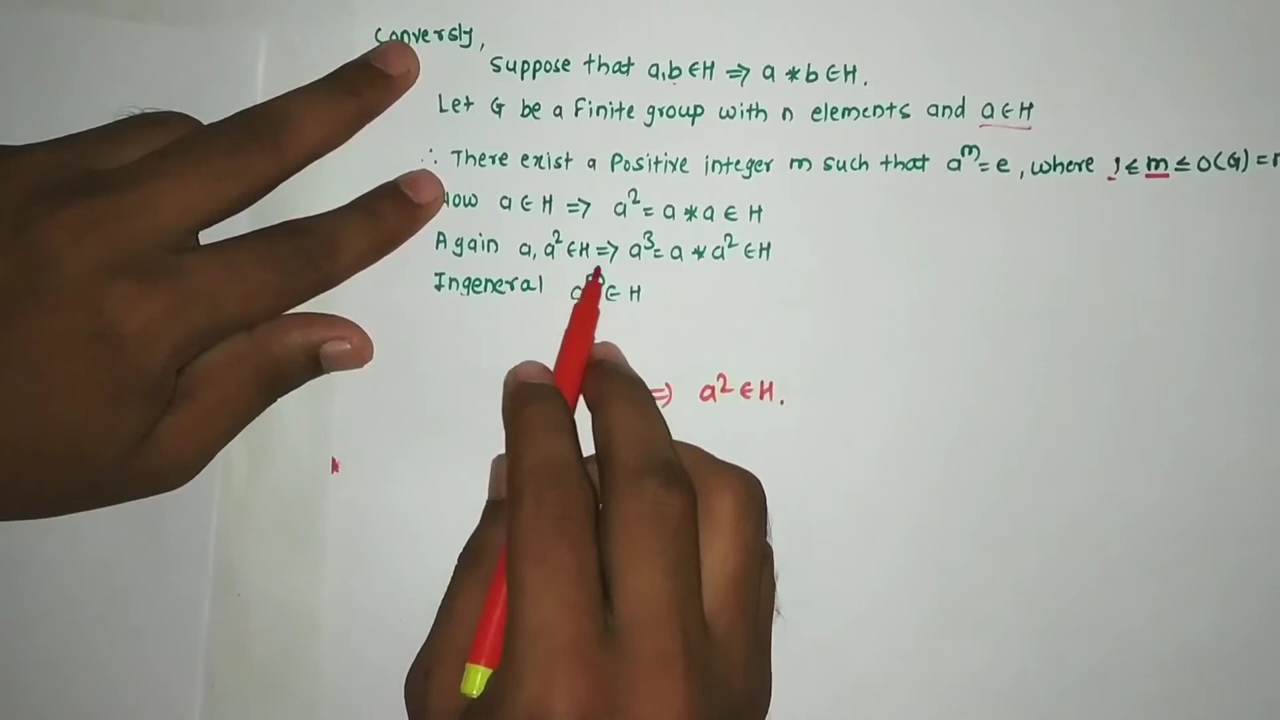 Conversly,
Suppose that a,b ∈ H ⇒ a * b ∈ H.
Let G be a Finite group with n elements and a ∈ H
∴ There exist a Positive integer m such that a^m = e, where 1 ≤ m ≤ O(G) =
Now a ∈ H ⇒ a² = a * a ∈ H
Again a, a² ∈ H ⇒ a³ = a * a² ∈ H
Ingeneral a ∈ H
⇒ a² ∈ H.